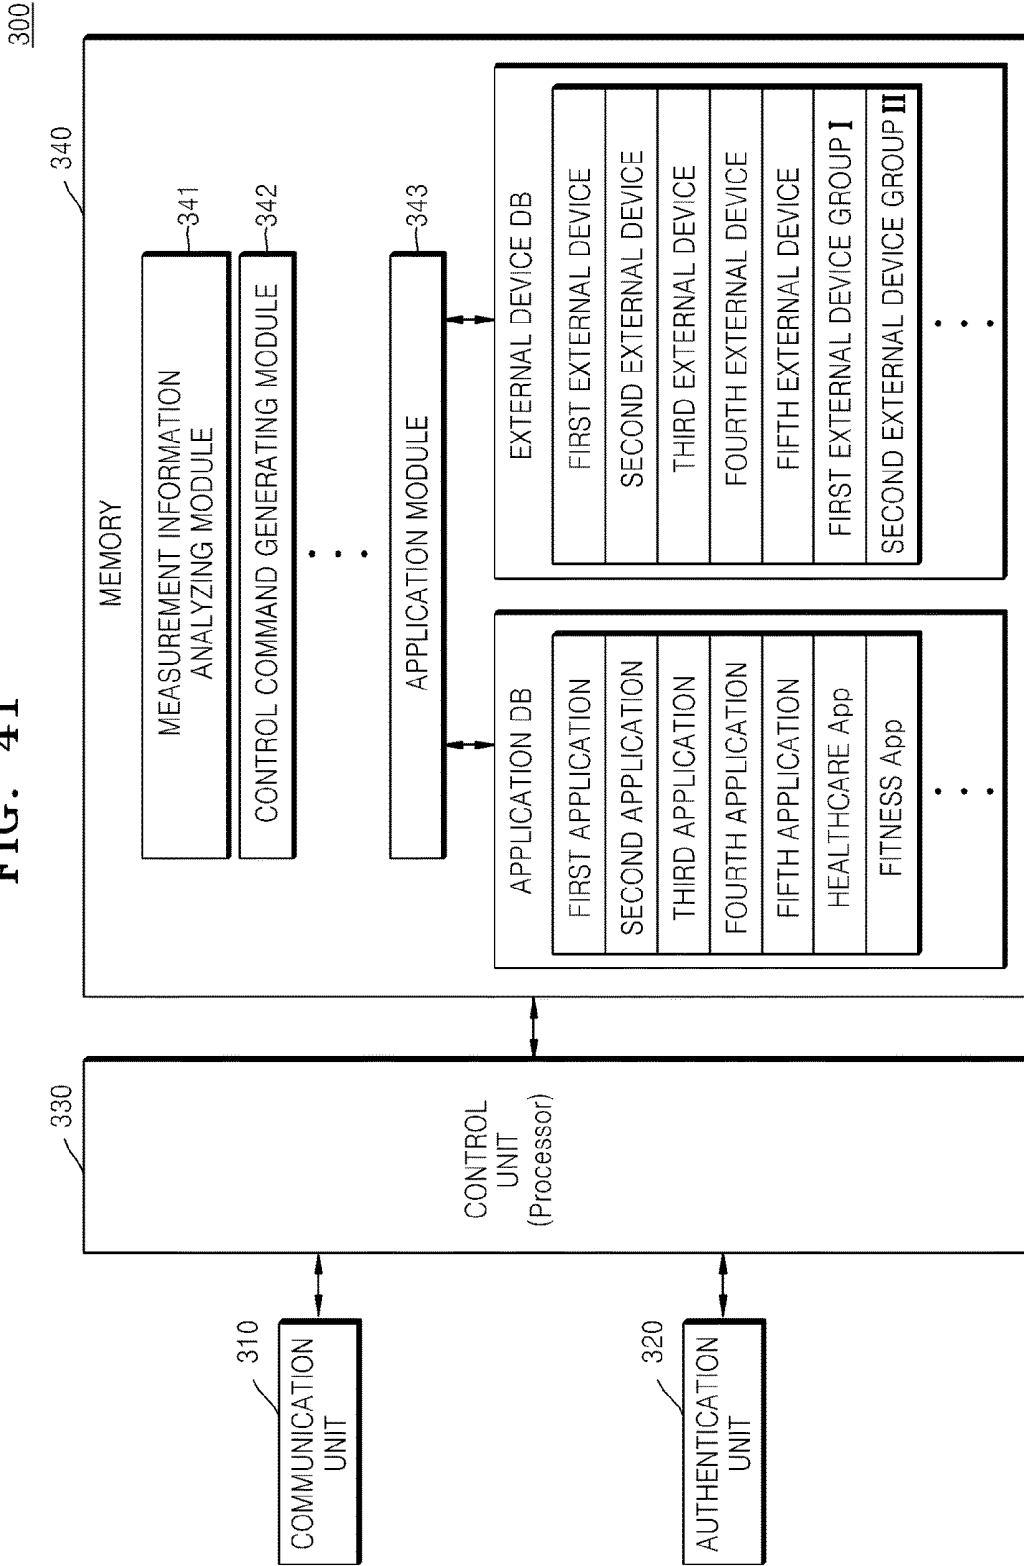 FIG. 41
300
310
COMMUNICATION
UNIT
320
AUTHENTICATION
UNIT
330
CONTROL
UNIT
(Processor)
340
MEMORY
MEASUREMENT INFORMATION
ANALYZING MODULE
341
CONTROL COMMAND GENERATING MODULE
342
. . .
APPLICATION MODULE
343
APPLICATION DB
FIRST APPLICATION
SECOND APPLICATION
THIRD APPLICATION
FOURTH APPLICATION
FIFTH APPLICATION
HEALTHCARE App
FITNESS App
. . .
EXTERNAL DEVICE DB
FIRST EXTERNAL DEVICE
SECOND EXTERNAL DEVICE
THIRD EXTERNAL DEVICE
FOURTH EXTERNAL DEVICE
FIFTH EXTERNAL DEVICE
FIRST EXTERNAL DEVICE GROUP I
SECOND EXTERNAL DEVICE GROUP II
. . .